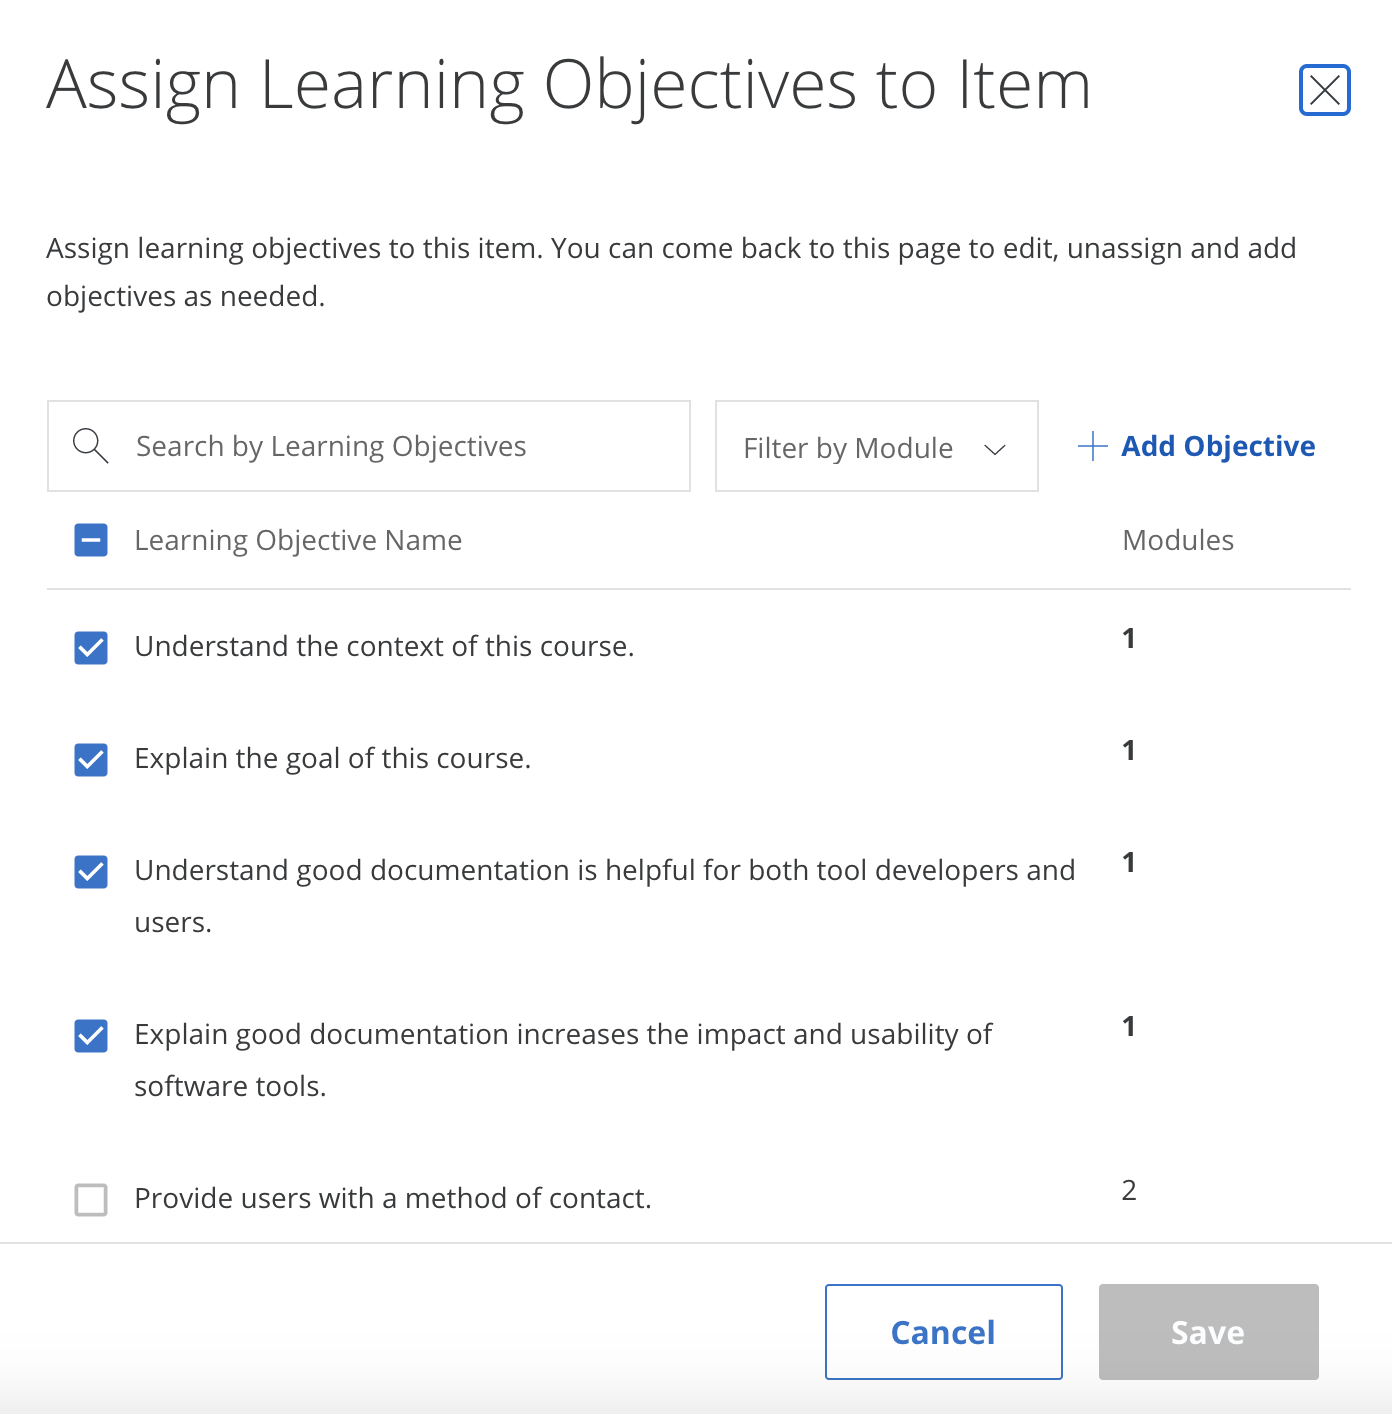 Assign Learning Objectives to Item
Assign learning objectives to this item. You can come back to this page to edit, unassign and add
objectives as needed.
Search by Learning Objectives
Filter by Module
Add Objective
Learning Objective Name
Modules
Understand the context of this course.
1
Explain the goal of this course.
1
Understand good documentation is helpful for both tool developers and
users.
1
Explain good documentation increases the impact and usability of
software tools.
1
Provide users with a method of contact.
2
Cancel
Save